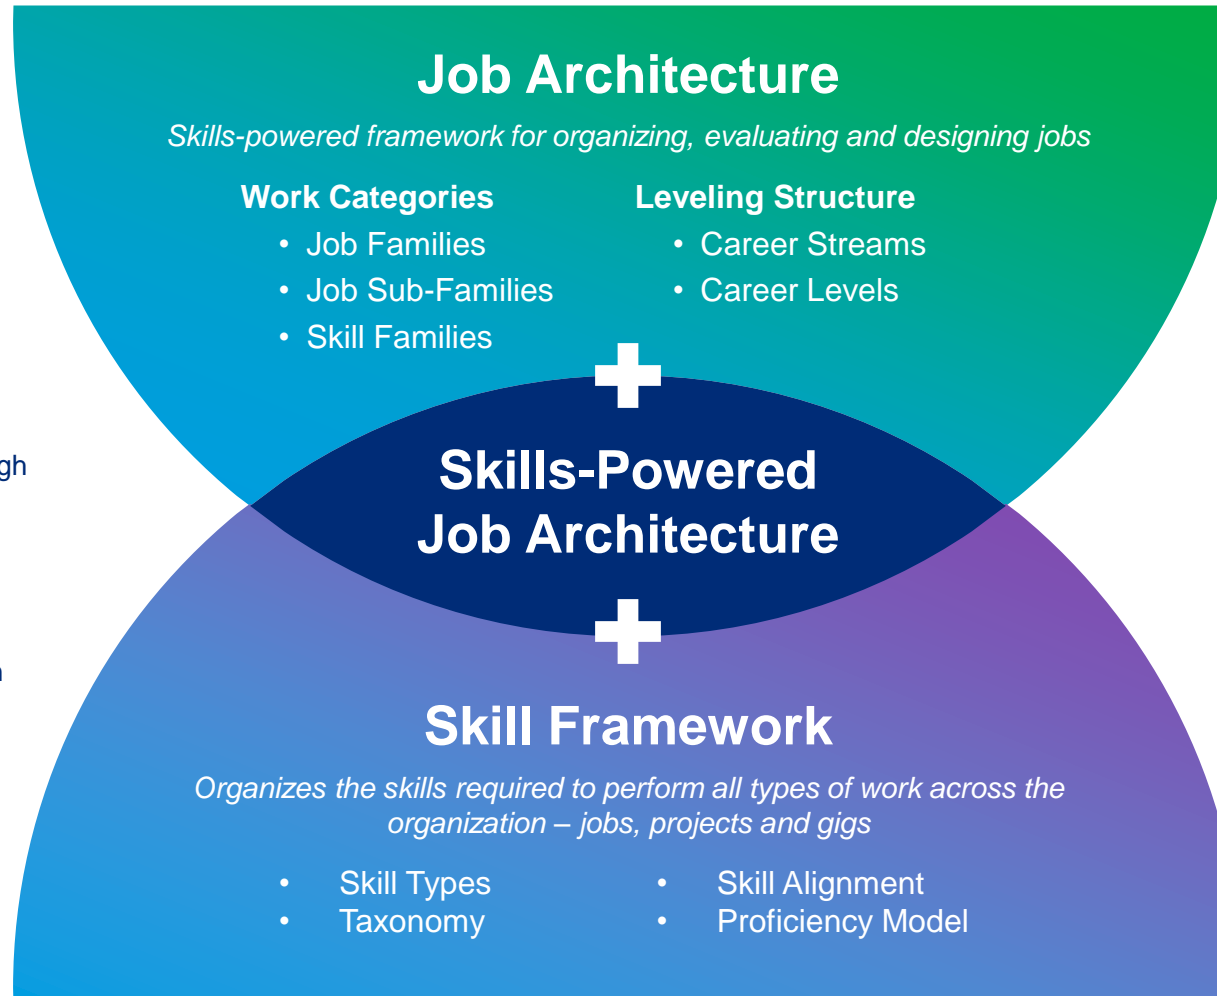 Job Architecture
Skills-powered framework for organizing, evaluating and designing jobs
Work Categories
• Job Families
• Job Sub-Families
• Skill Families
Leveling Structure
• Career Streams
• Career Levels
Skills-Powered
Job Architecture
Skill Framework
Organizes the skills required to perform all types of work across the
organization – jobs, projects and gigs
• Skill Types
• Taxonomy
• Skill Alignment
• Proficiency Model